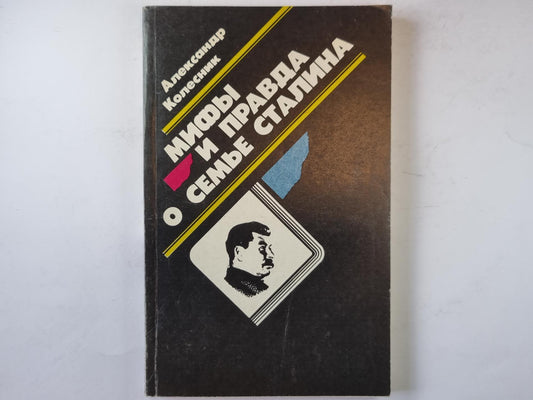 Александр
Колесник
МИФЫ
И ПРАВДА
О СЕМЬЕ СТАЛИНА